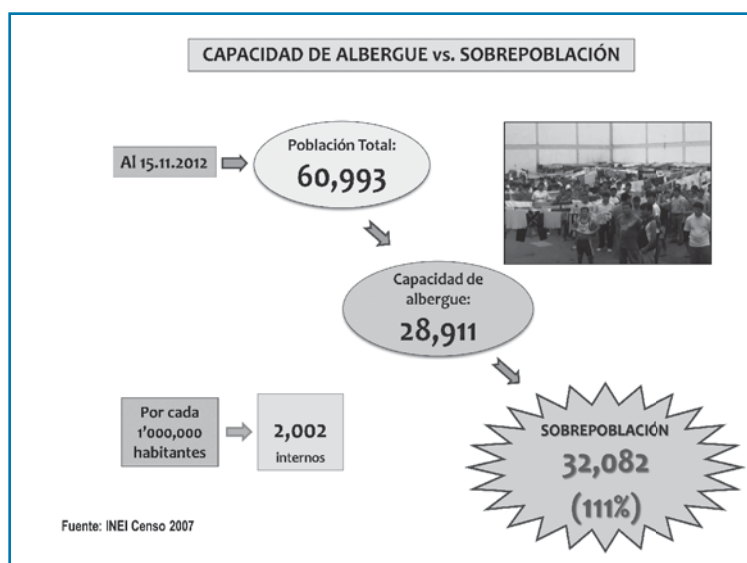 CAPACIDAD DE ALBERGUE vs. SOBREPOBLACIÓN
Al 15.11.2012
Población Total:
60,993
Capacidad de
albergue:
28,911
Por cada
1'000,000
habitantes
2,002
internos
SOBREPOBLACIÓN
32,082
(111%)
Fuente: INEI Censo 2007